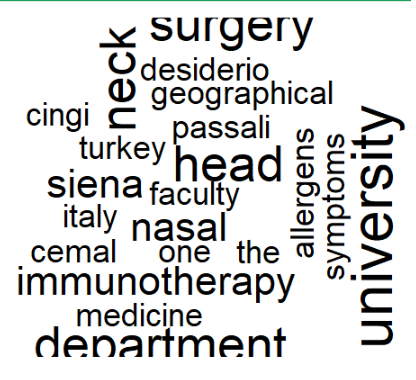 surgery
neck
desiderio
geographical
cingi
passali
turkey
head
siena
faculty
allergens
symptoms
university
italy
nasal
cemal
one
the
immunotherapy
medicine
department